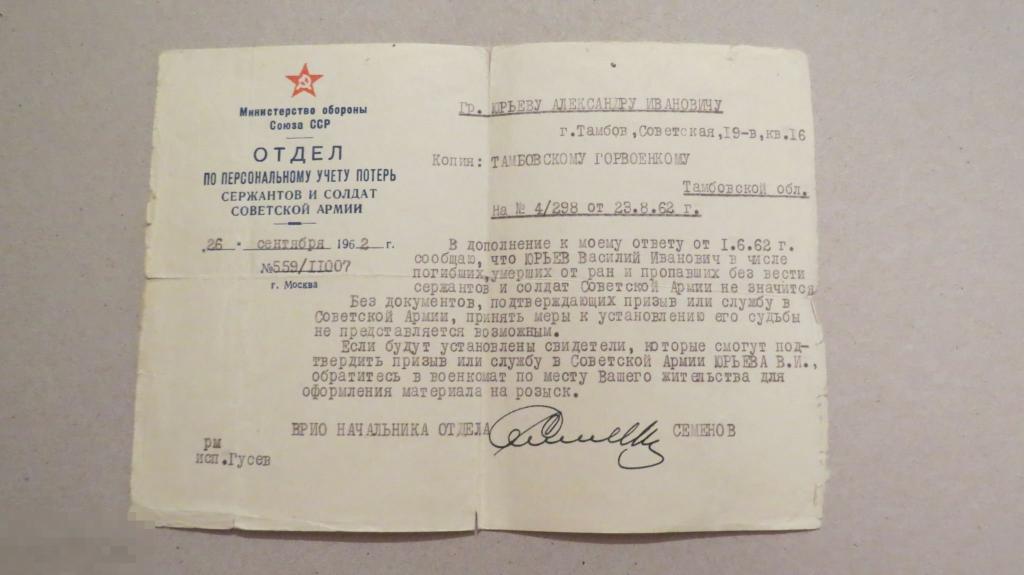 Министерство обороны
Союза ССР
ОТДЕЛ
ПО ПЕРСОНАЛЬНОМУ УЧЕТУ ПОТЕРЬ
СЕРЖАНТОВ И СОЛДАТ
СОВЕТСКОЙ АРМИИ
„26 " сентября 1962 г.
№559/II007
г. Москва
Гр. ЮРЬЕВУ АЛЕКСАНДРУ ИВАНОВИЧУ
г.Тамбов,Советская,19-в,кв.16
Копия: ТАМБОВСКОМУ ГОРВОЕНКОМУ
Тамбовской обл.
На № 4/298 от 23.8.62 г.
В дополнение к моему ответу от I.6.62 г.
сообщаю, что ЮРЬЕВ Василий Иванович в числе
погибших,умерших от ран и пропавших без вести
сержантов и солдат Советской Армии не значится
Без документов, подтверждающих призыв или службу в
Советской Армии, принять меры к установлению его судьбы
не представляется возможным.
Если будут установлены свидетели, которые смогут под-
твердить призыв или службу в Советской Армии ЮРЬЕВА В.И.,
обратитесь в военкомат по месту Вашего жительства для
оформления материала на розыск.
ВРИО НАЧАЛЬНИКА ОТДЕЛА СЕМЕНОВ
рм
исп.Гусев